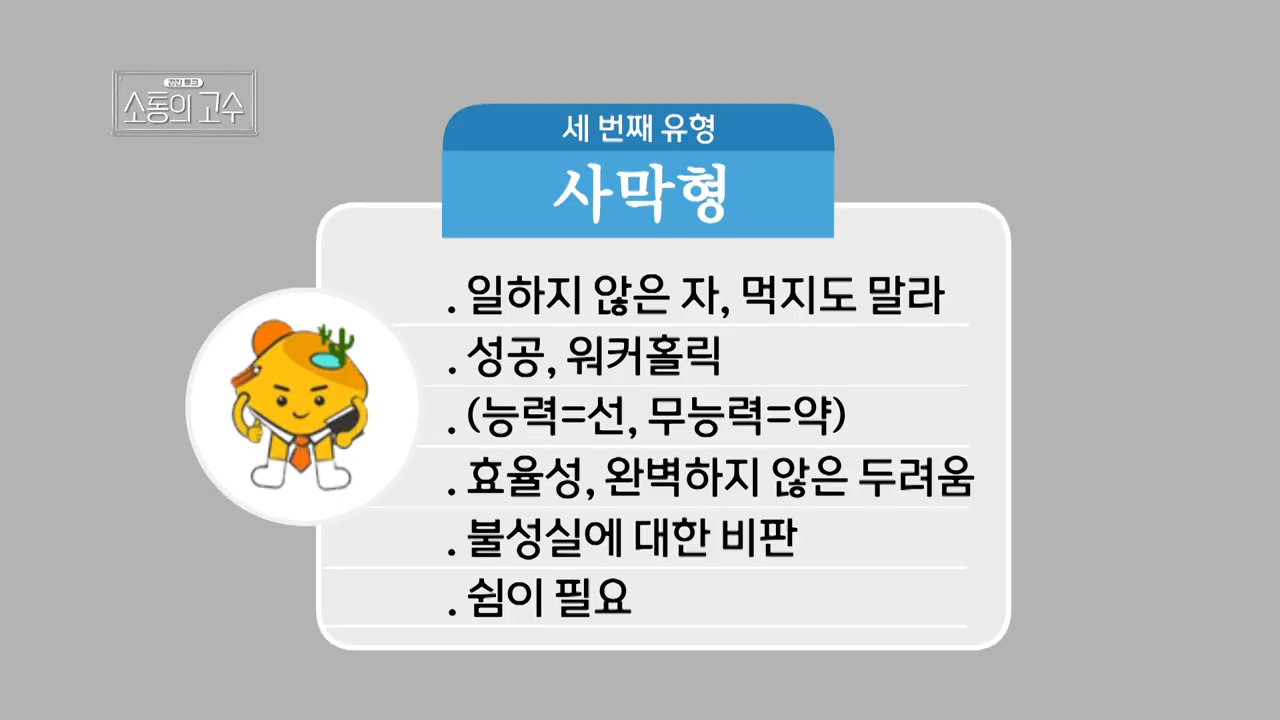 소통의 고수
세 번째 유형
사막형
. 일하지 않은 자, 먹지도 말라
. 성공, 워커홀릭
. (능력=선, 무능력=약)
. 효율성, 완벽하지 않은 두려움
. 불성실에 대한 비판
. 쉼이 필요